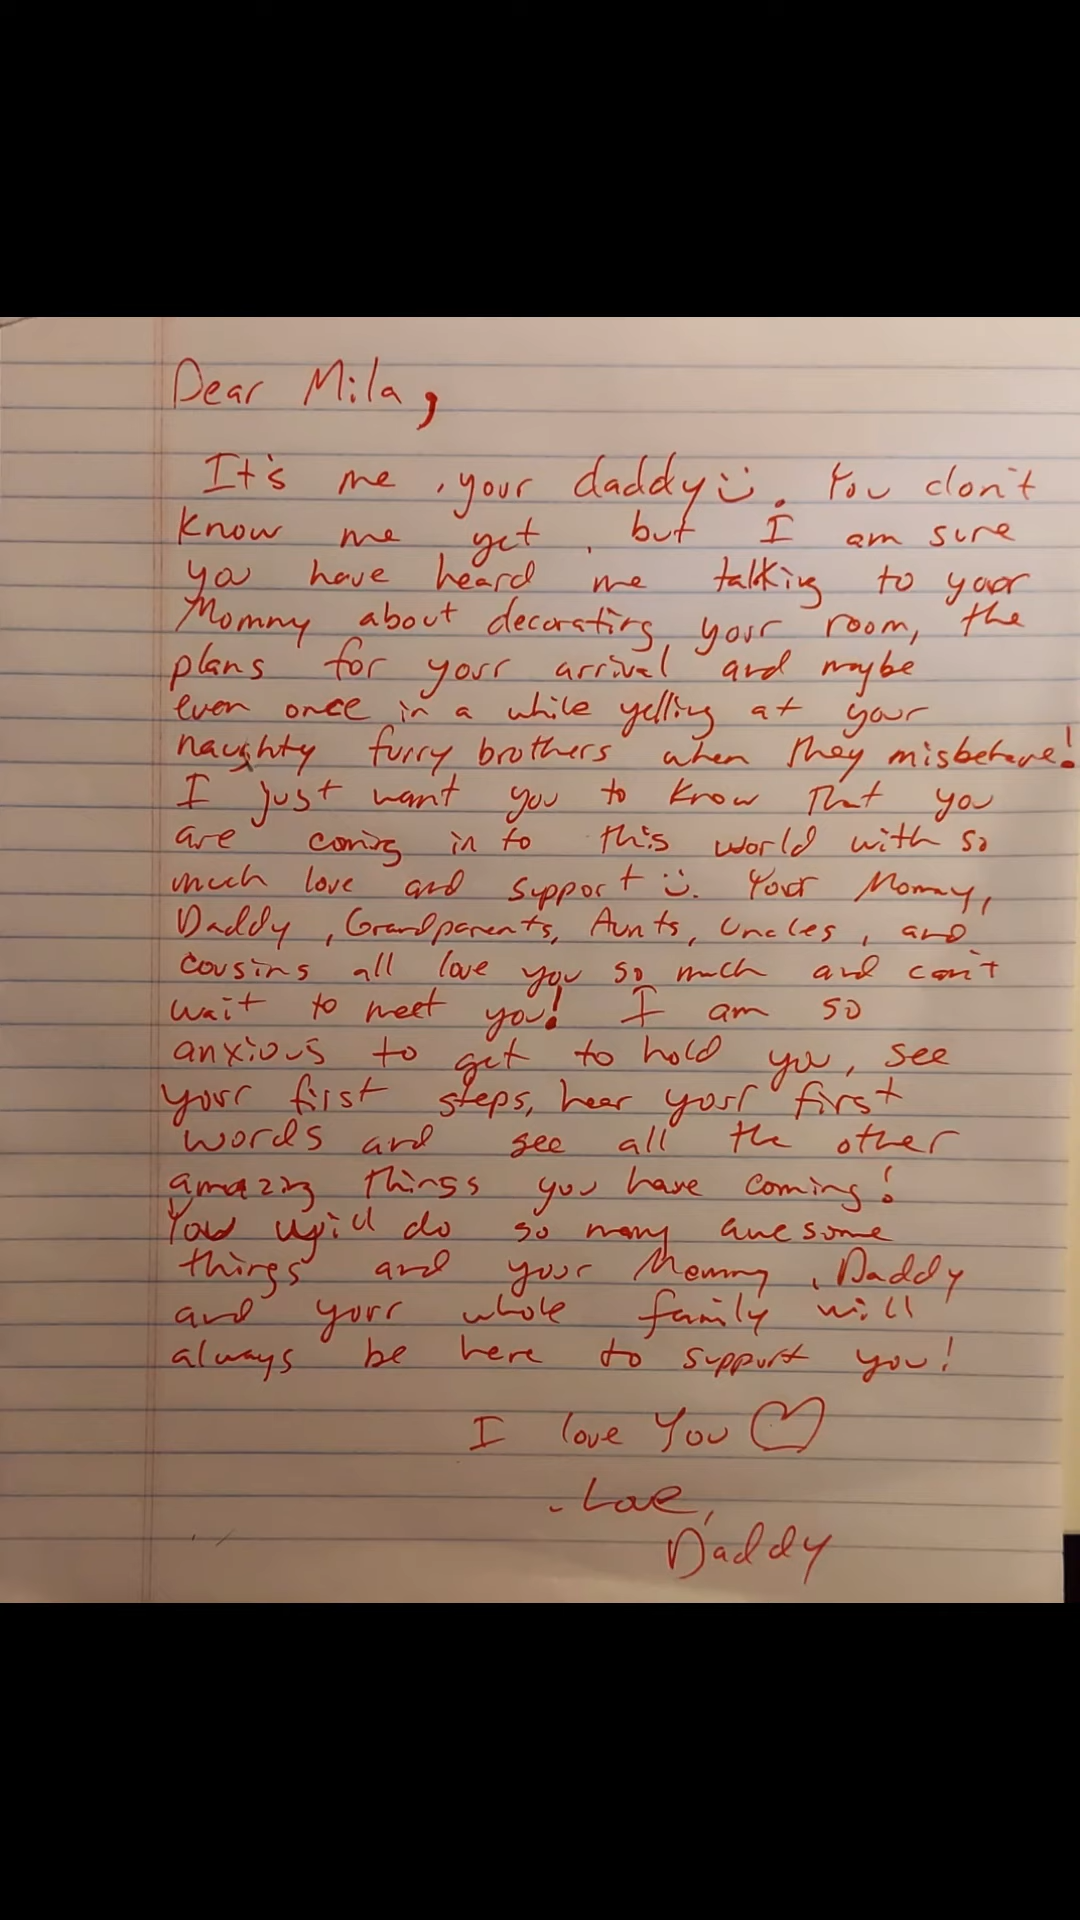 Dear Mila,
It's me, your daddy :). You don't
know me yet, but I am sure
you have heard me talking to your
Mommy about decorating your room, the
plans for your arrival and maybe
even once in a while yelling at your
naughty furry brothers when they misbehave!
I just want you to know that you
are coming in to this world with so
much love and support :). Your Mommy,
Daddy, Grandparents, Aunts, Uncles, and
cousins all love you so much and can't
wait to meet you! I am so
anxious to get to hold you, see
your first steps, hear your first
words and see all the other
amazing things you have coming!
You will do so many awesome
things and your Mommy, Daddy
and your whole family will
always be here to support you!
I love You ♡
- Love,
Daddy